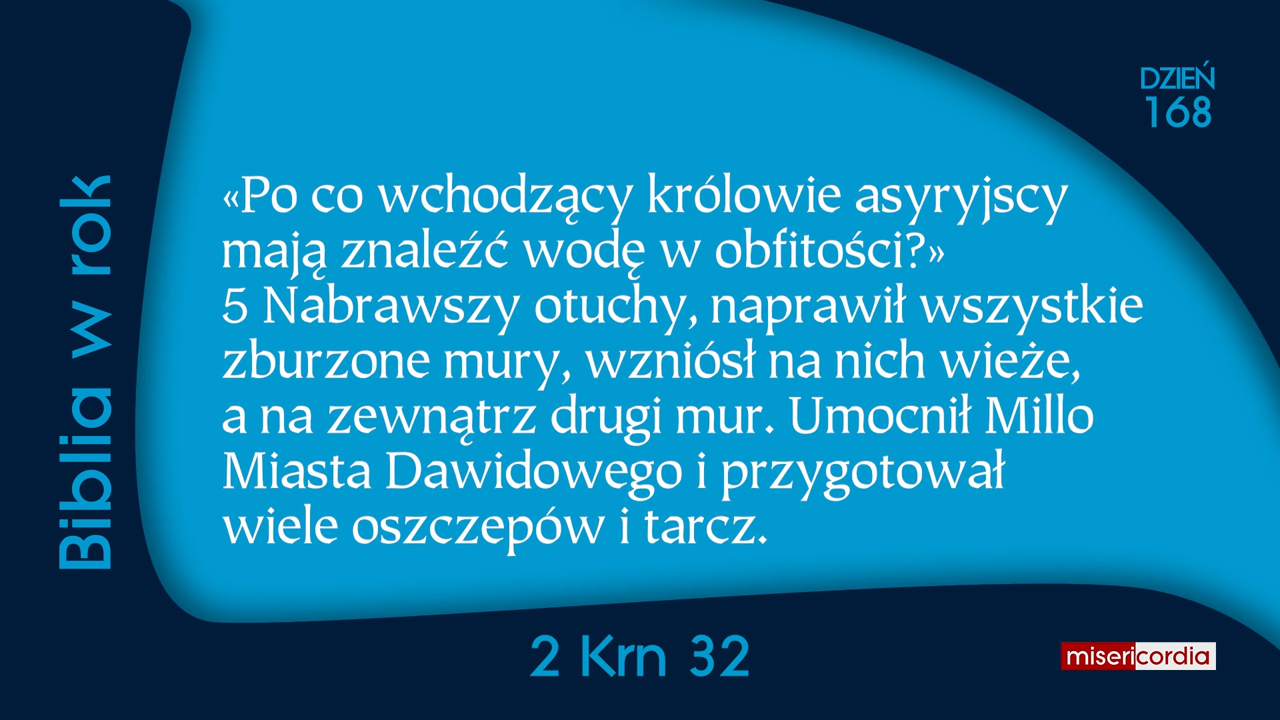 DZIEŃ
168
Biblia w rok
«Po co wchodzący królowie asyryjscy
mają znaleźć wodę w obfitości?»
5 Nabrawszy otuchy, naprawił wszystkie
zburzone mury, wzniósł na nich wieże,
a na zewnątrz drugi mur. Umocnił Millo
Miasta Dawidowego i przygotował
wiele oszczepów i tarcz.
2 Krn 32
misericordia